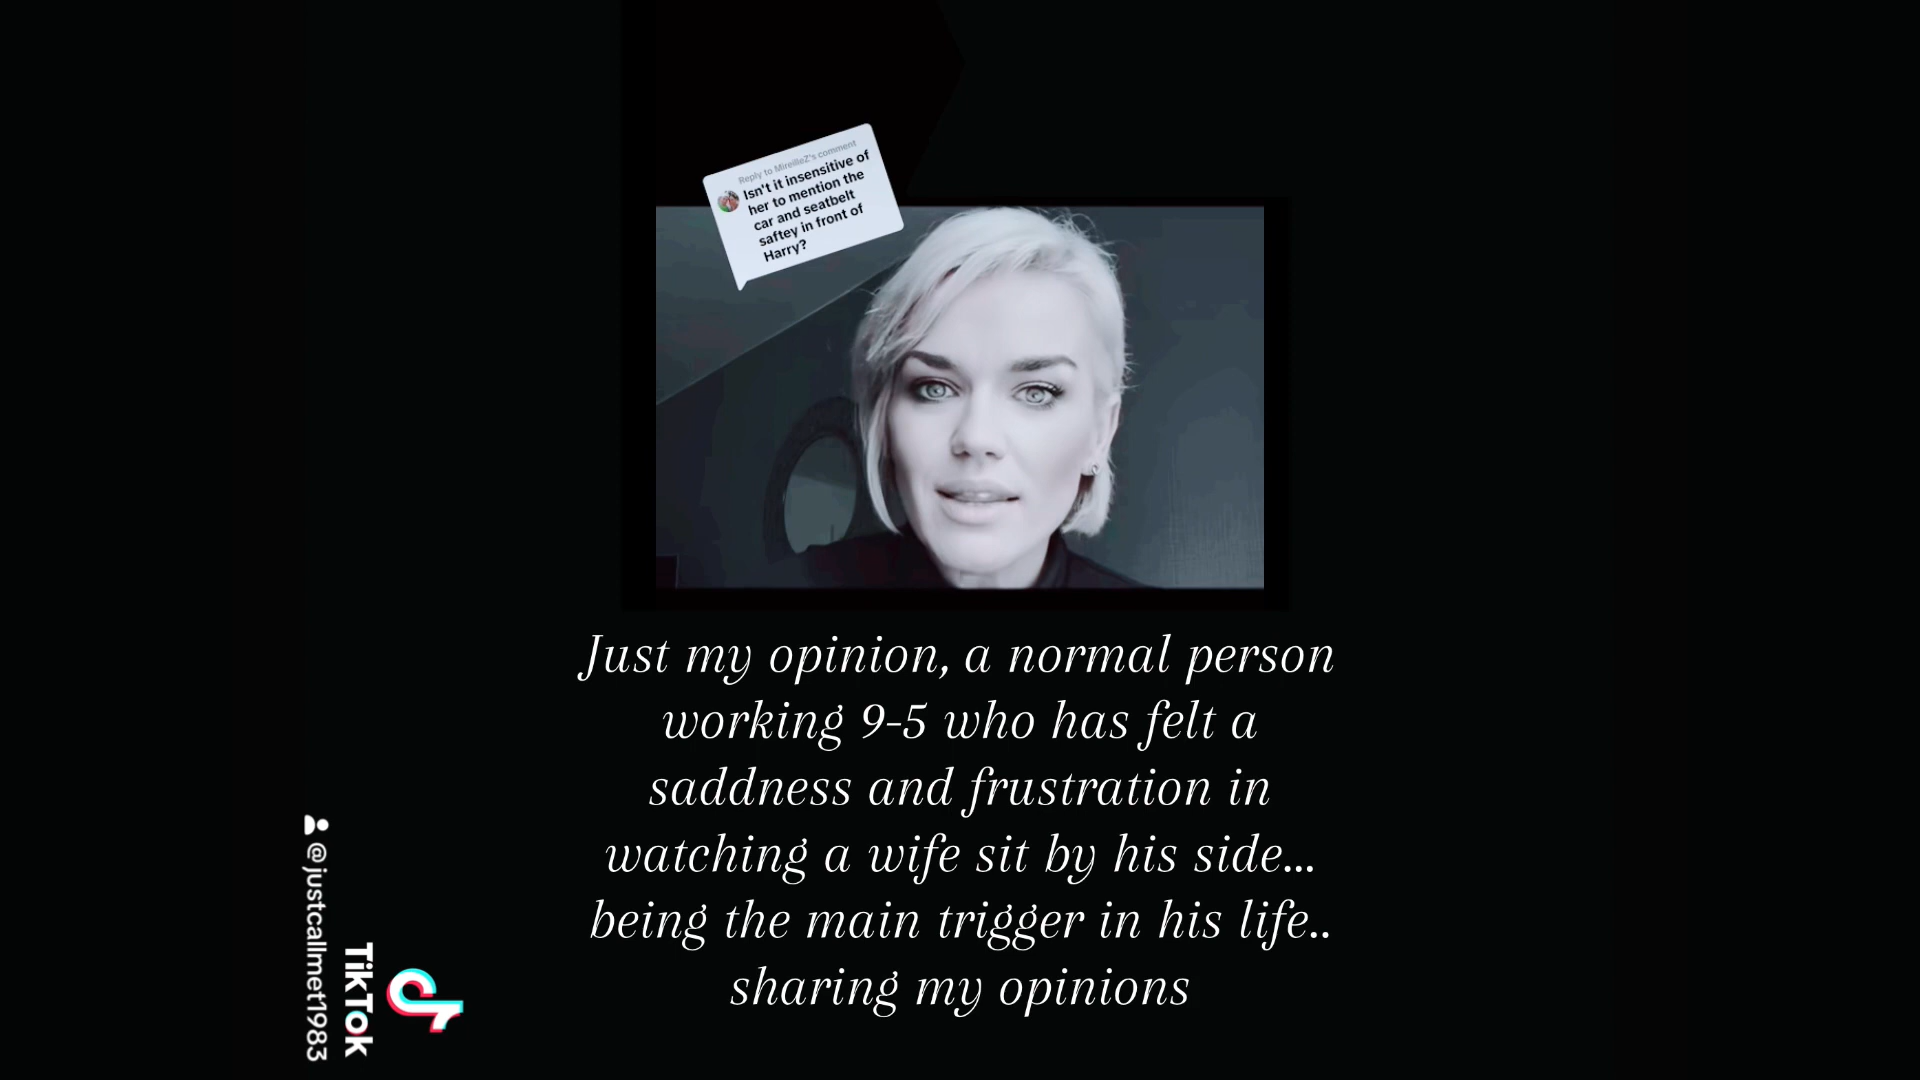 Reply to MireilleZ's comment
Isn't it insensitive of
her to mention the
car and seatbelt
saftey in front of
Harry?
Just my opinion, a normal person
working 9-5 who has felt a
saddness and frustration in
watching a wife sit by his side...
being the main trigger in his life..
sharing my opinions
TikTok
@justcallmet1983